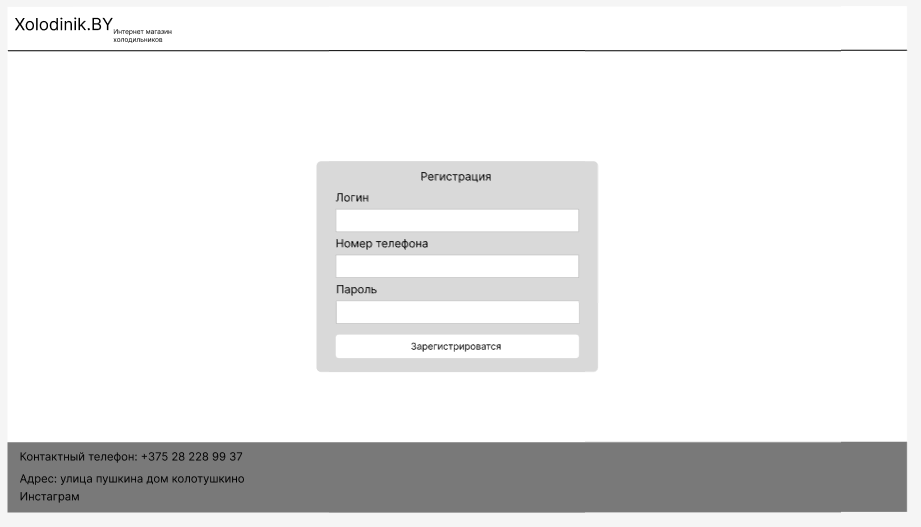 Xolodinik.BY
Интернет магазин
холодильников
Регистрация
Логин
Номер телефона
Пароль
Зарегистрироватся
Контактный телефон: +375 28 228 99 37
Адрес: улица пушкина дом колотушкино
Инстаграм